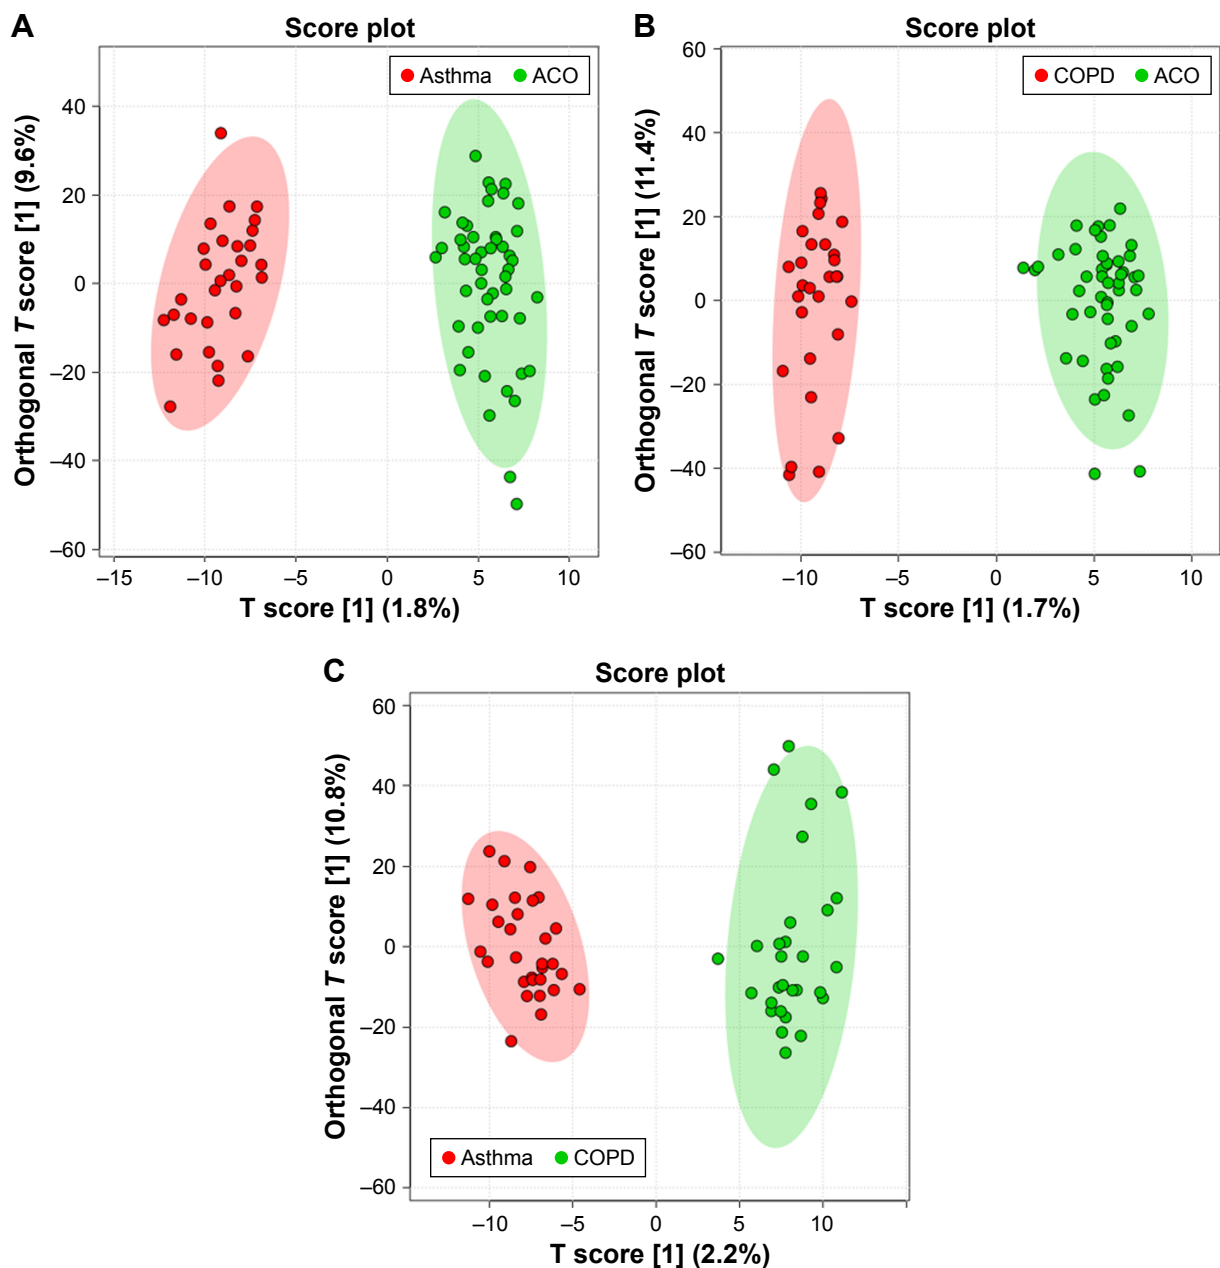 A
Score plot
Asthma ACO
Orthogonal T score [1] (9.6%)
40
20
0
–20
–40
–60
–15 –10 –5 0 5 10
T score [1] (1.8%)
B
Score plot
COPD ACO
Orthogonal T score [1] (11.4%)
60
40
20
0
–20
–40
–60
–10 –5 0 5 10
T score [1] (1.7%)
C
Score plot
Orthogonal T score [1] (10.8%)
60
40
20
0
–20
–40
–60
Asthma COPD
–10 –5 0 5 10
T score [1] (2.2%)